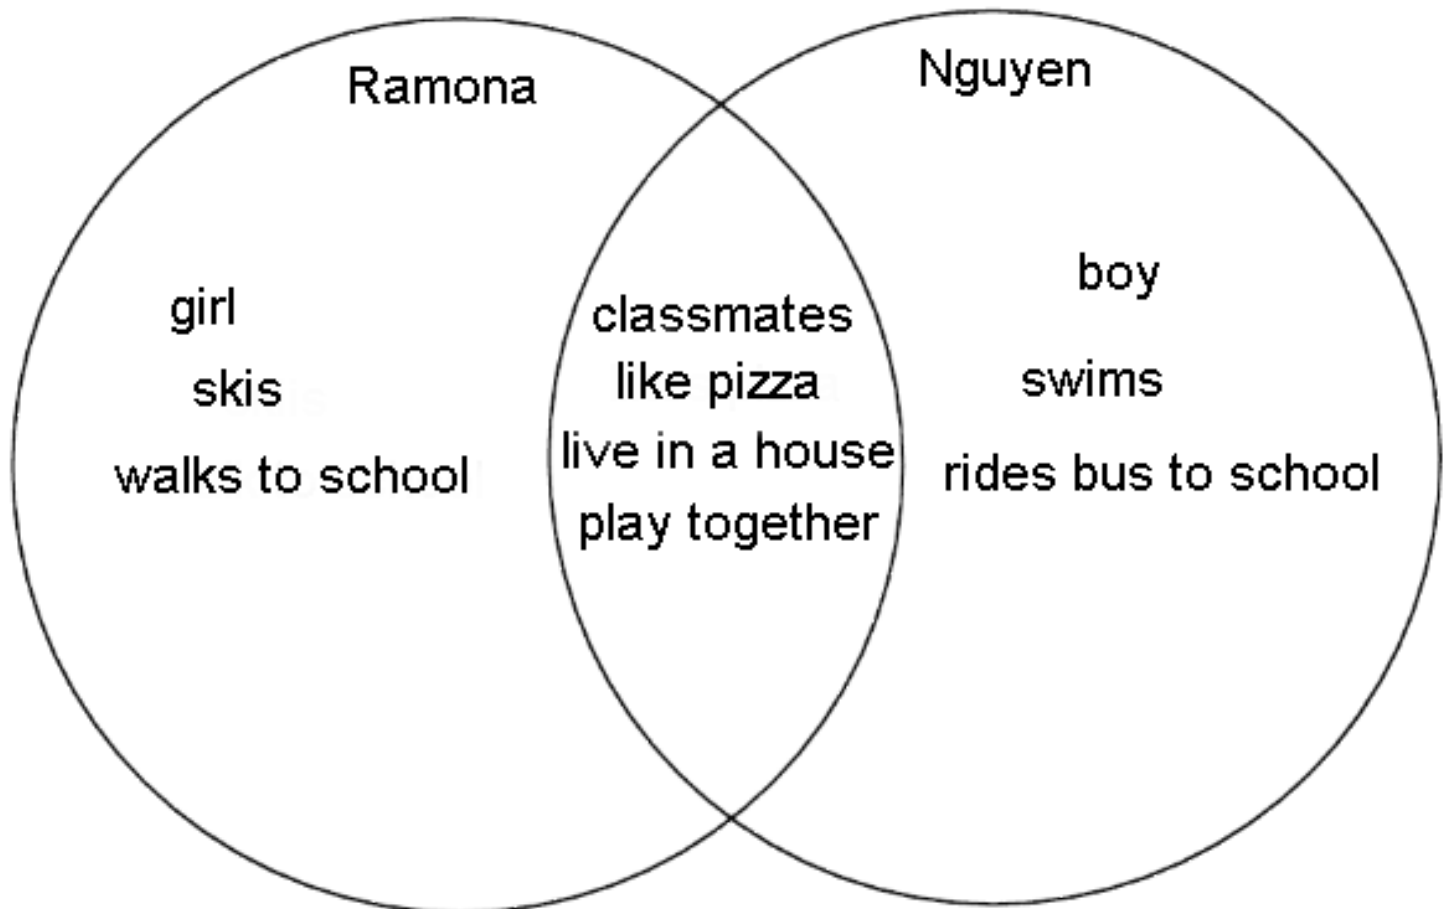 Ramona
girl
skis
walks to school
classmates
like pizza
live in a house
play together
Nguyen
boy
swims
rides bus to school